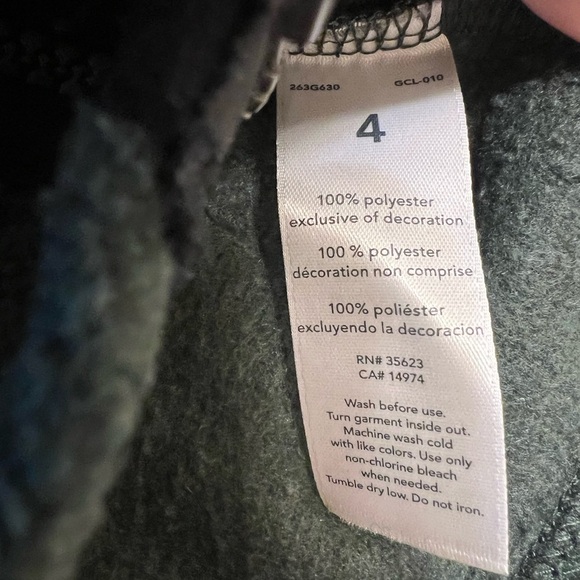 263G630 GCL-010
4
100% polyester
exclusive of decoration
100 % polyester
décoration non comprise
100% poliéster
excluyendo la decoracion
RN# 35623
CA# 14974
Wash before use.
Turn garment inside out.
Machine wash cold
with like colors. Use only
non-chlorine bleach
when needed.
Tumble dry low. Do not iron.